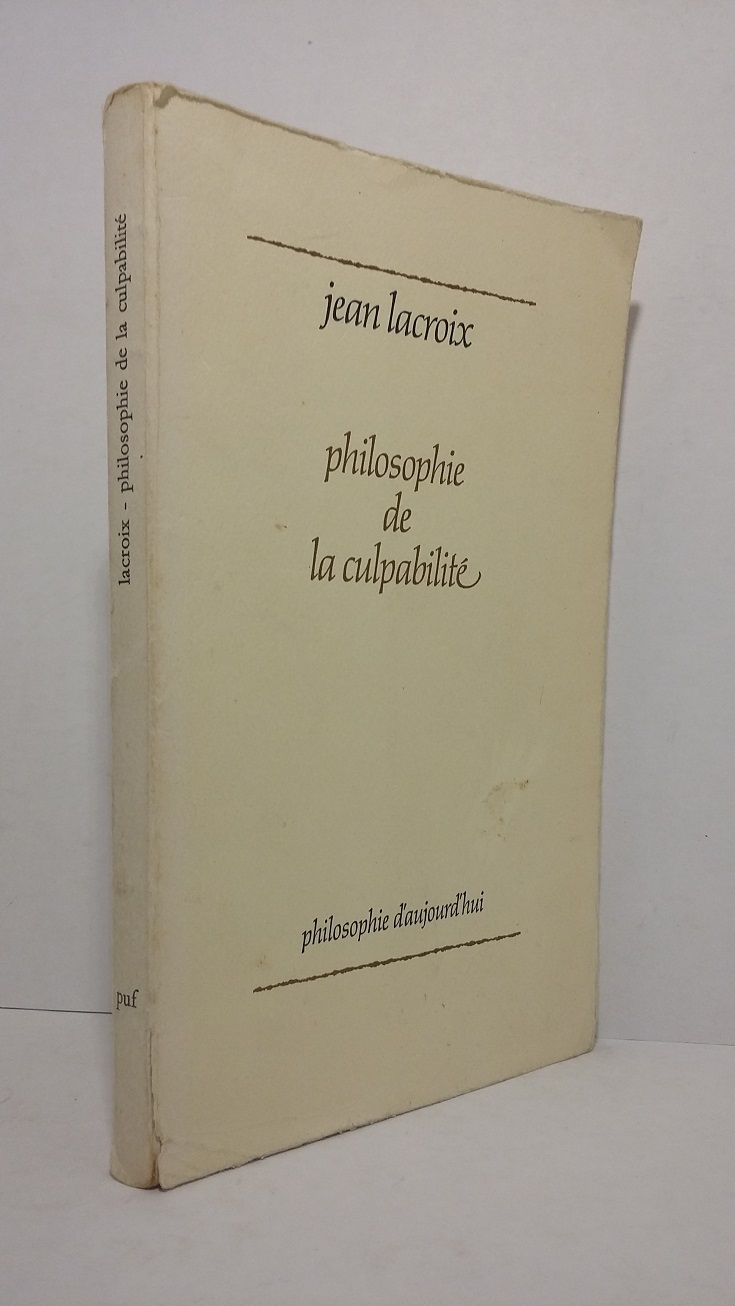 jean lacroix
philosophie
de
la culpabilité
philosophie d'aujourd'hui
lacroix - philosophie de la culpabilité
puf